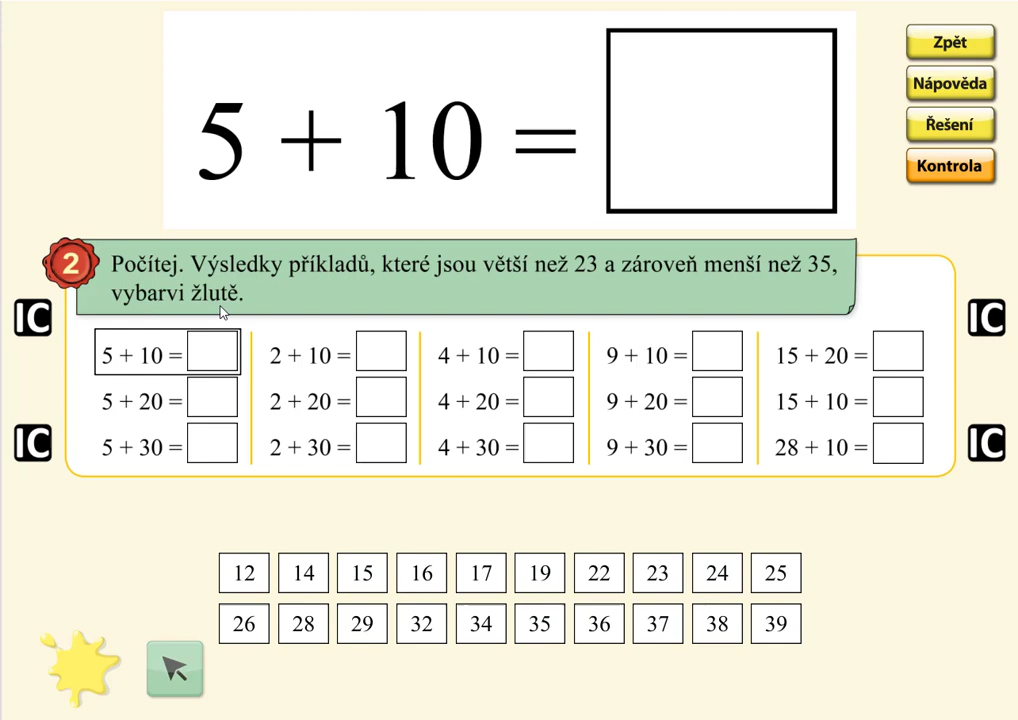 5 + 10 =
Zpět
Nápověda
Řešení
Kontrola
2
Počítej. Výsledky příkladů, které jsou větší než 23 a zároveň menší než 35,
vybarvi žlutě.
IC
IC
5 + 10 = 2 + 10 = 4 + 10 = 9 + 10 = 15 + 20 =
5 + 20 = 2 + 20 = 4 + 20 = 9 + 20 = 15 + 10 =
IC
5 + 30 = 2 + 30 = 4 + 30 = 9 + 30 = 28 + 10 =
IC
12 14 15 16 17 19 22 23 24 25
26 28 29 32 34 35 36 37 38 39